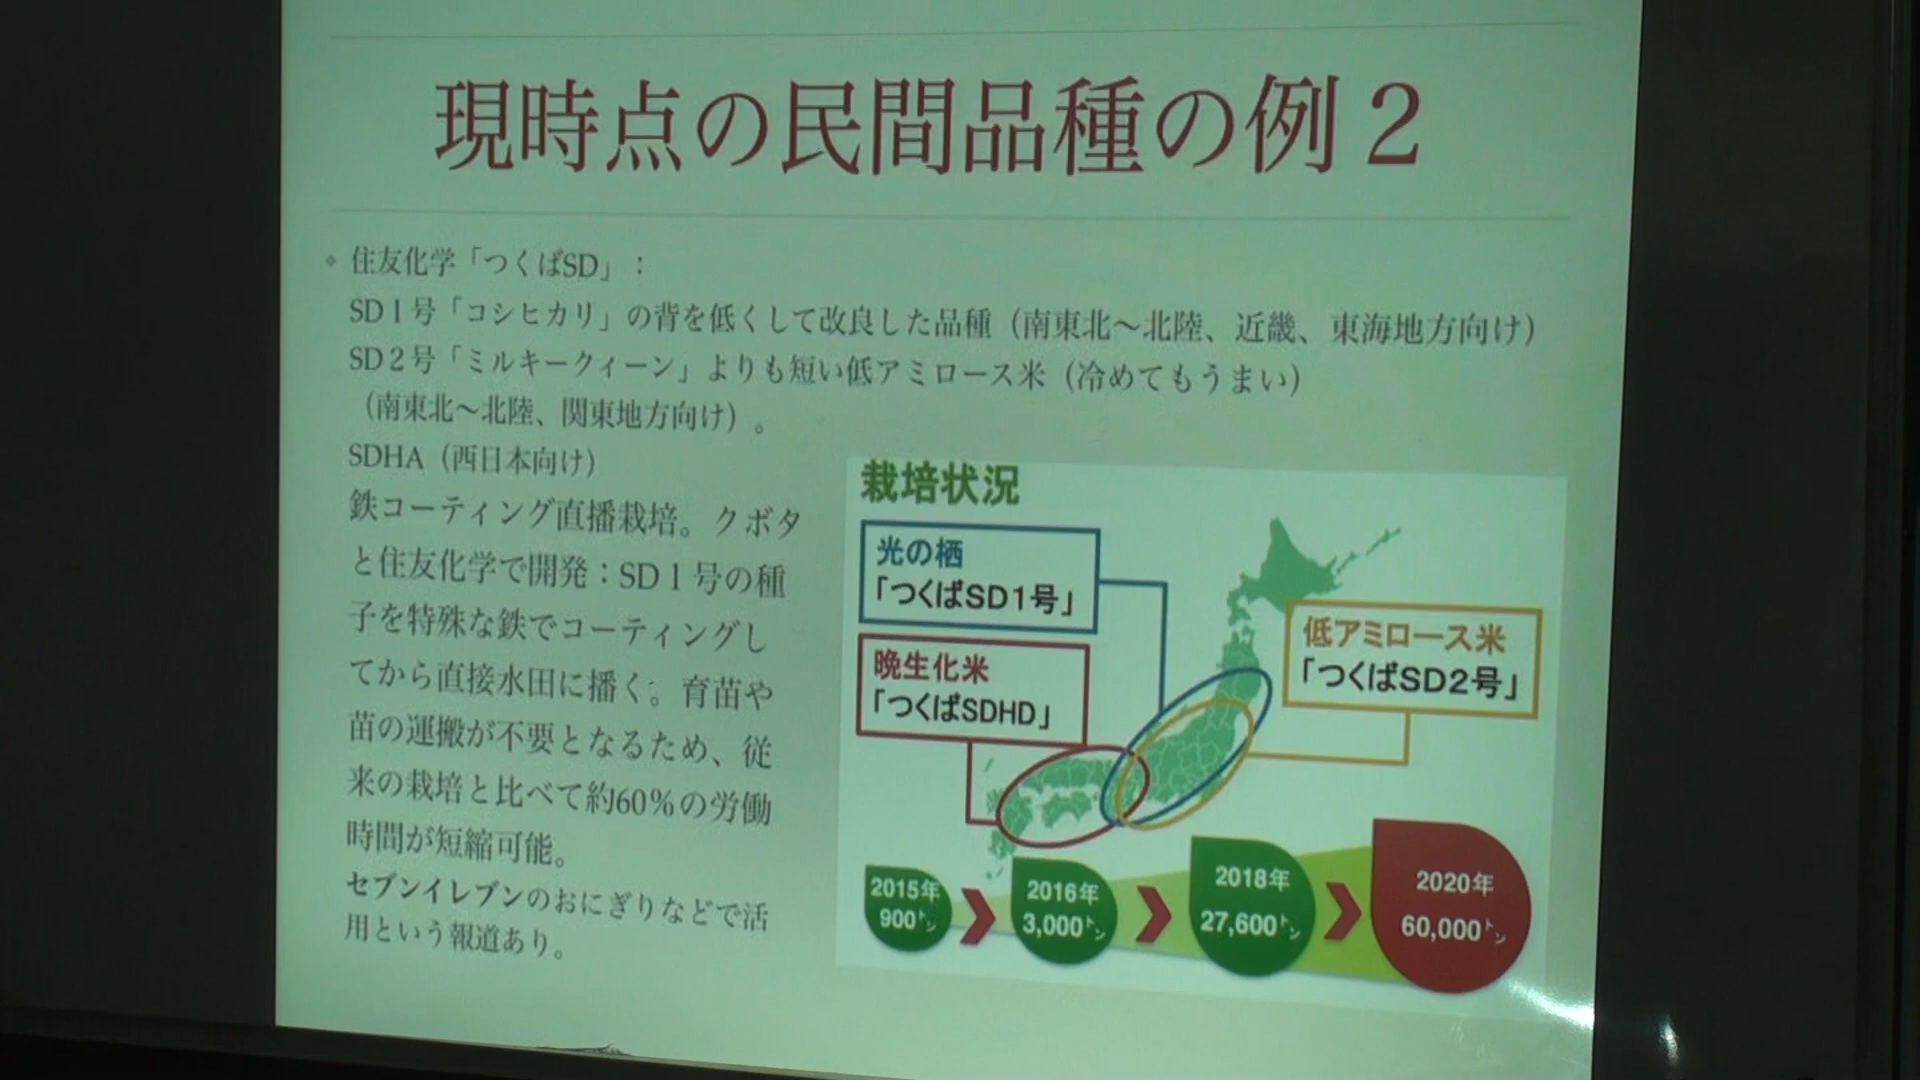 現時点の民間品種の例２
住友化学「つくばSD」：
SD１号「コシヒカリ」の背を低くして改良した品種（南東北～北陸、近畿、東海地方向け）
SD２号「ミルキークィーン」よりも短い低アミロース米（冷めてもうまい）
（南東北～北陸、関東地方向け）。
SDHA（西日本向け）
鉄コーティング直播栽培。クボタ
と住友化学で開発：SD１号の種
子を特殊な鉄でコーティングし
てから直接水田に播く。育苗や
苗の運搬が不要となるため、従
来の栽培と比べて約60%の労働
時間が短縮可能。
セブンイレブンのおにぎりなどで活
用という報道あり。
栽培状況
光の栖
「つくばSD1号」
晩生化米
「つくばSDHD」
低アミロース米
「つくばSD2号」
2015年
900トン
2016年
3,000トン
2018年
27,600トン
2020年
60,000トン